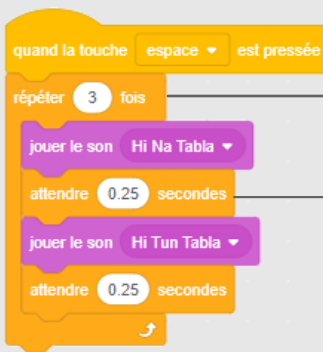 quand la touche espace est pressée
répéter 3 fois
jouer le son Hi Na Tabla
attendre 0.25 secondes
jouer le son Hi Tun Tabla
attendre 0.25 secondes